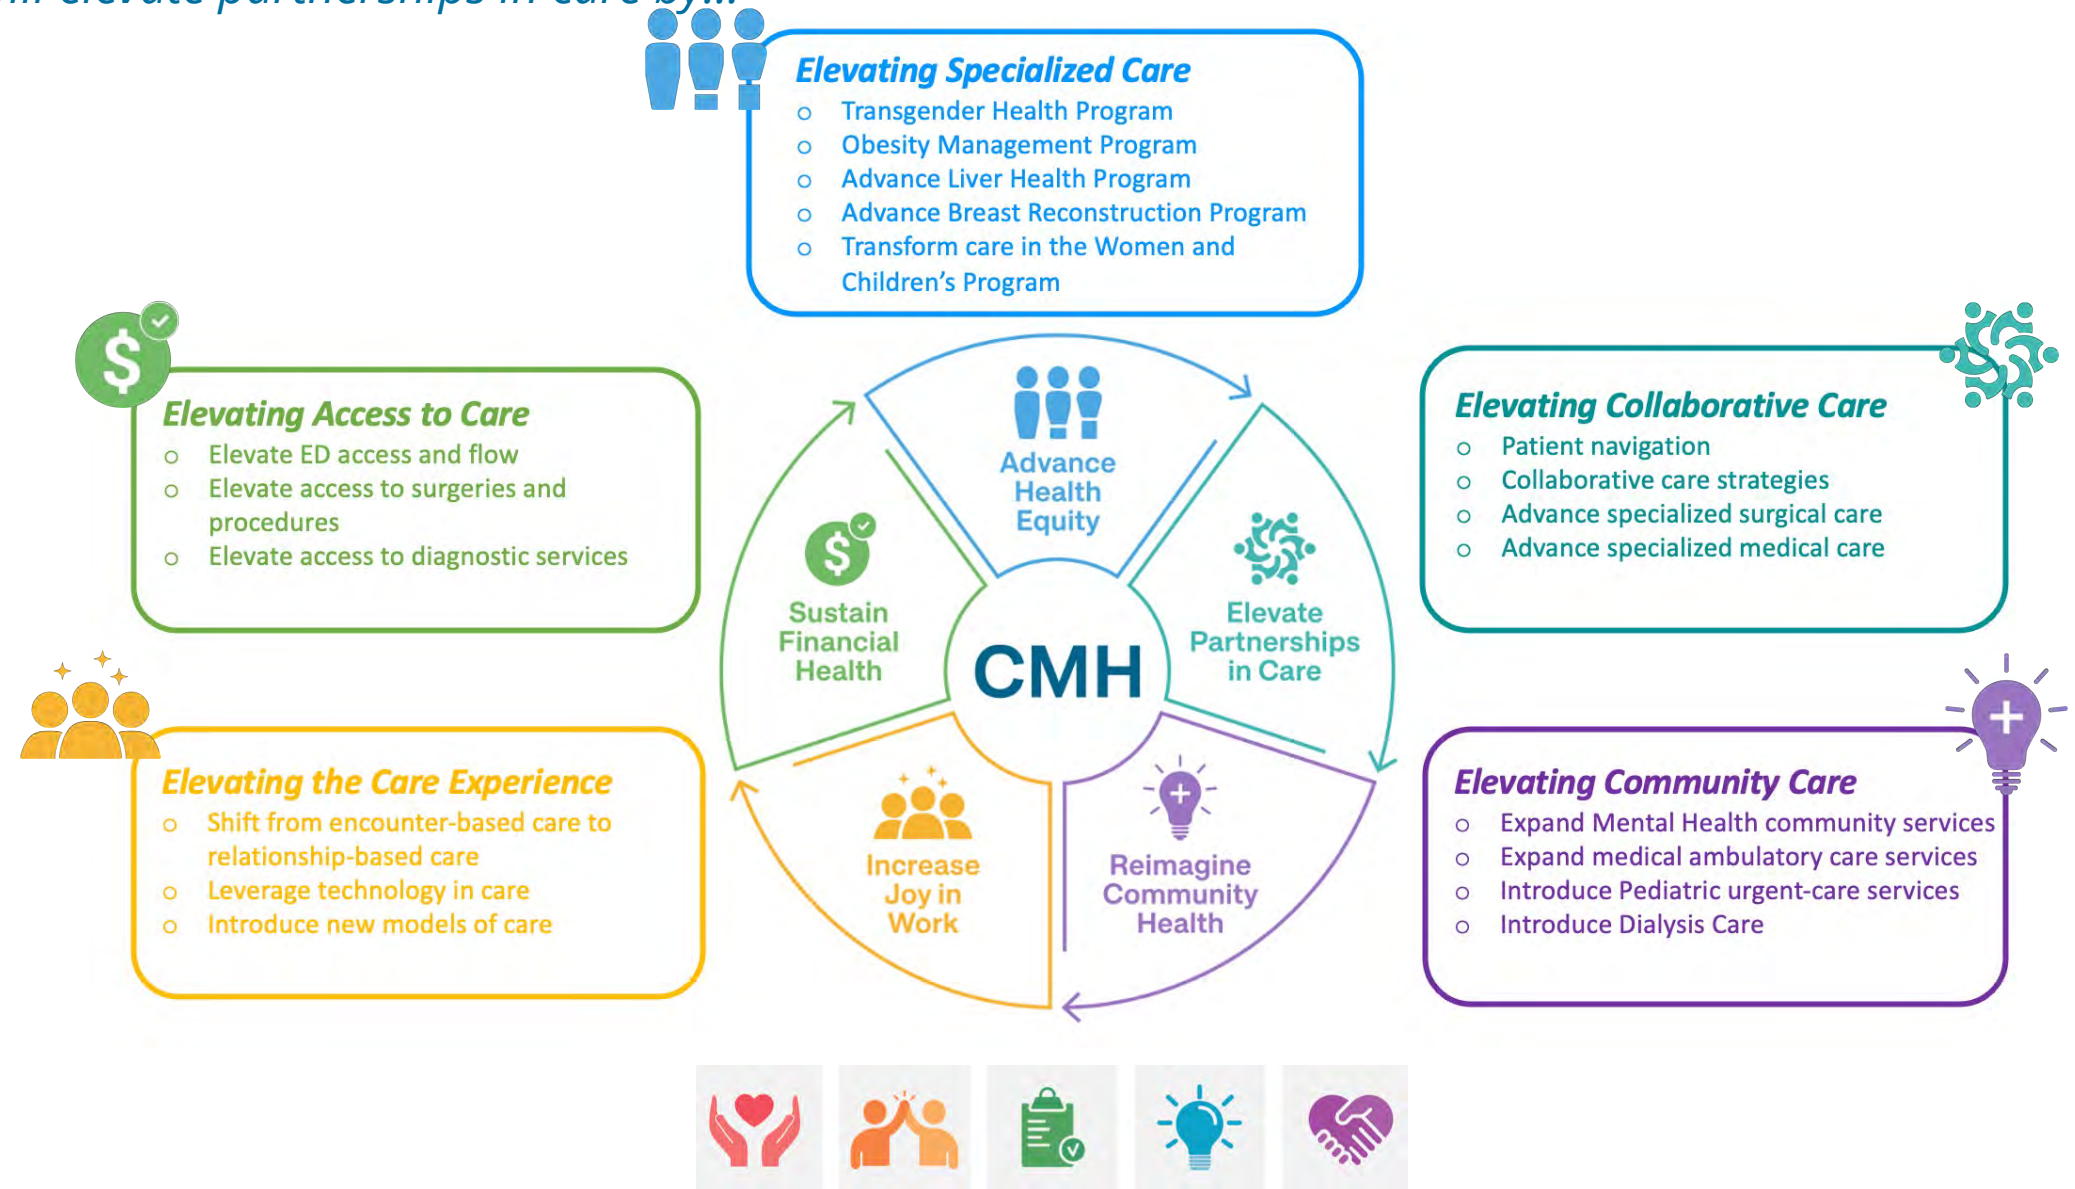 elevate partnerships in care by...
Elevating Specialized Care
o Transgender Health Program
o Obesity Management Program
o Advance Liver Health Program
o Advance Breast Reconstruction Program
o Transform care in the Women and
Children’s Program
Elevating Access to Care
o Elevate ED access and flow
o Elevate access to surgeries and
procedures
o Elevate access to diagnostic services
Elevating Collaborative Care
o Patient navigation
o Collaborative care strategies
o Advance specialized surgical care
o Advance specialized medical care
Advance
Health
Equity
Sustain
Financial
Health
CMH
Elevate
Partnerships
in Care
Increase
Joy in
Work
Reimagine
Community
Health
Elevating the Care Experience
o Shift from encounter-based care to
relationship-based care
o Leverage technology in care
o Introduce new models of care
Elevating Community Care
o Expand Mental Health community services
o Expand medical ambulatory care services
o Introduce Pediatric urgent-care services
o Introduce Dialysis Care